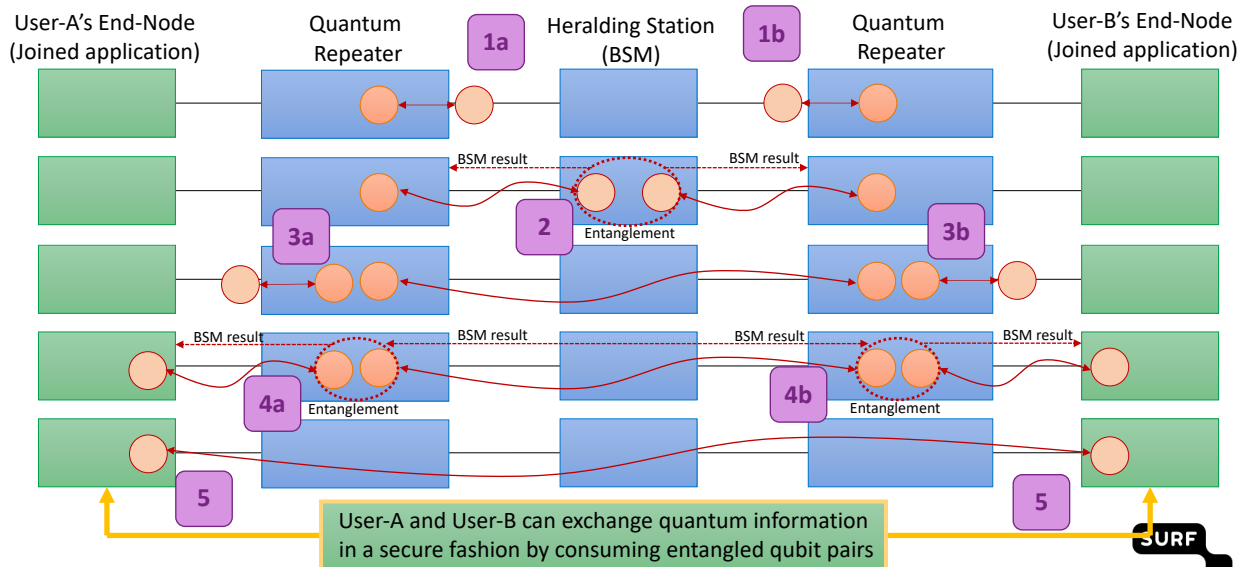 User-A's End-Node
(Joined application)
Quantum
Repeater
1a
Heralding Station
(BSM)
1b
Quantum
Repeater
User-B's End-Node
(Joined application)
BSM result
BSM result
2
Entanglement
3a
3b
BSM result
BSM result
BSM result
BSM result
4a
Entanglement
4b
Entanglement
5
5
User-A and User-B can exchange quantum information
in a secure fashion by consuming entangled qubit pairs
SURF